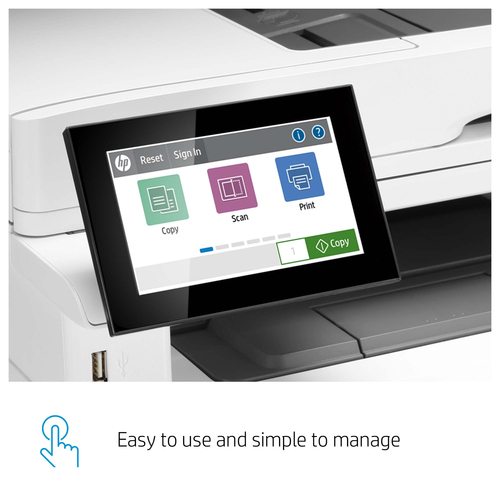 hp Reset Sign In i ?
Copy
Scan
Print
1 Copy
Easy to use and simple to manage